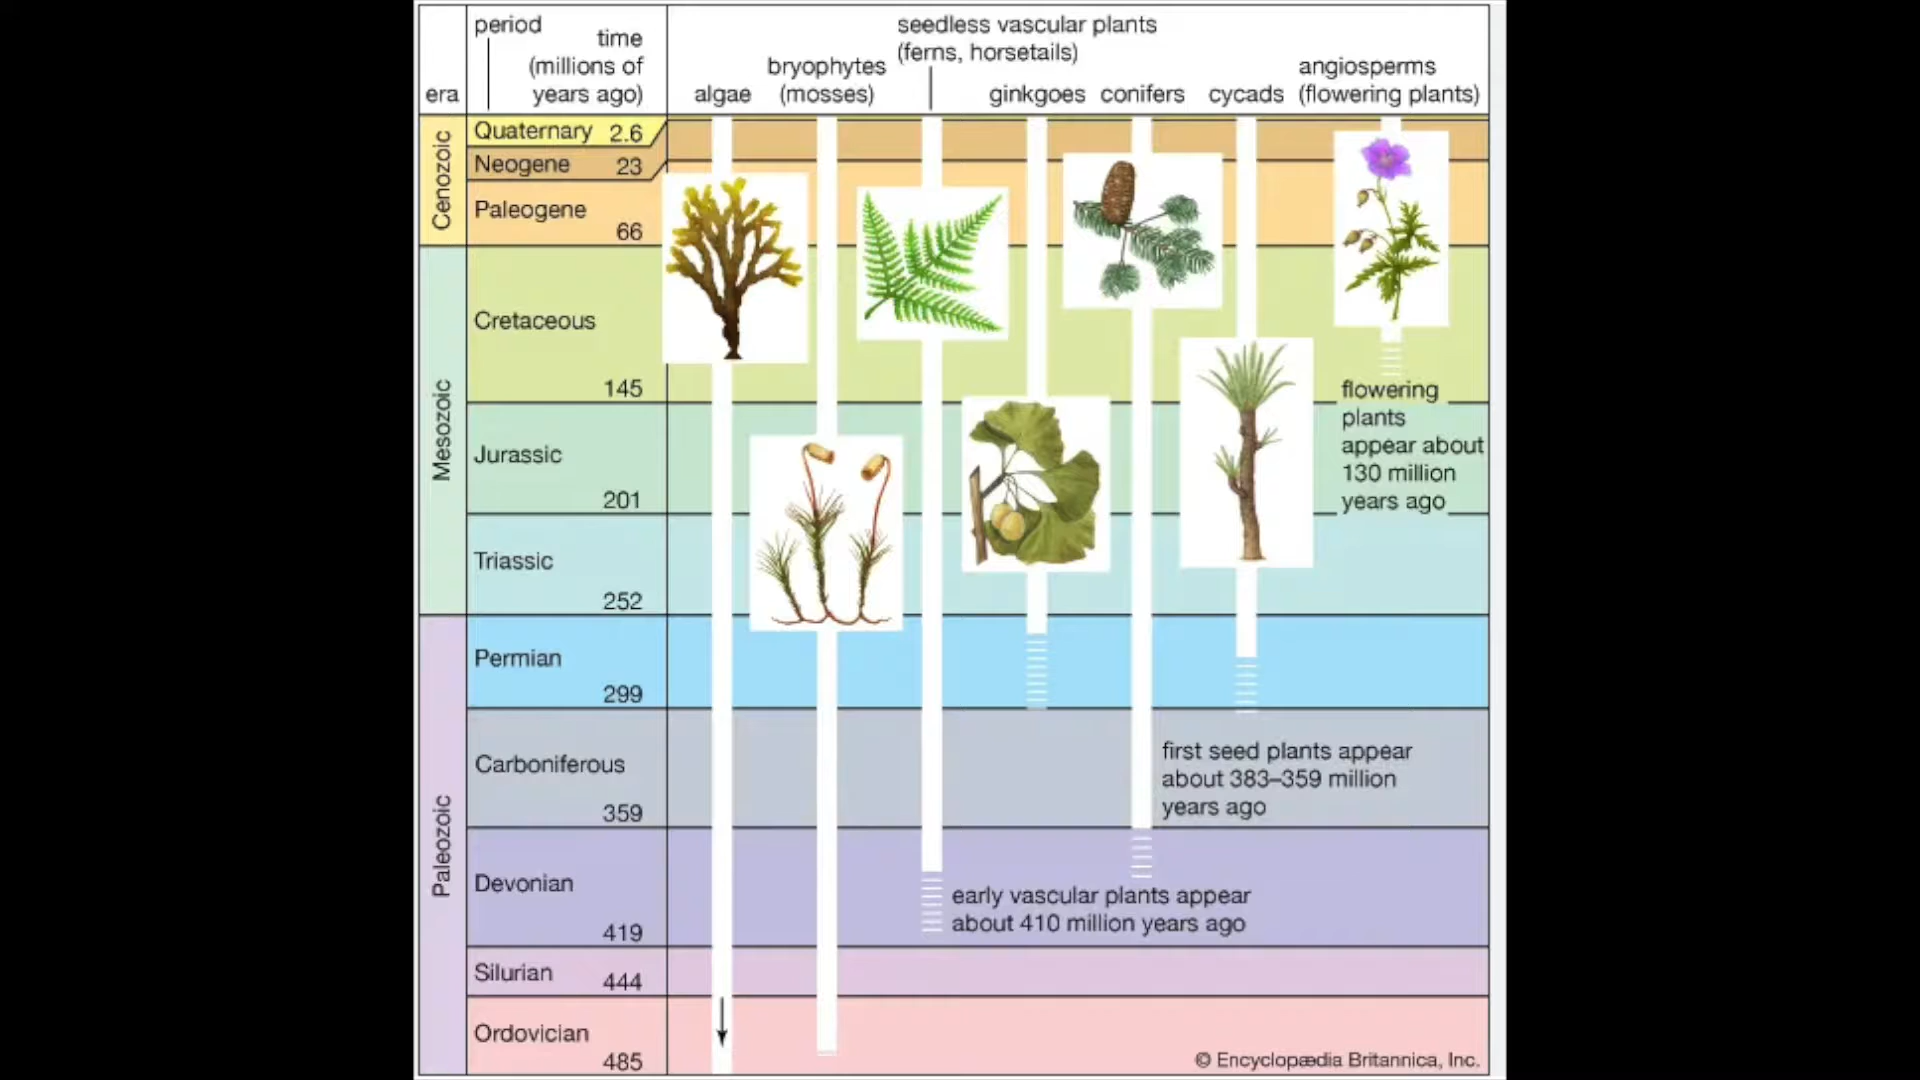 period
time
(millions of
years ago)
era
seedless vascular plants
(ferns, horsetails)
bryophytes
(mosses)
algae
ginkgoes
conifers
cycads
angiosperms
(flowering plants)
Cenozoic
Quaternary 2.6
Neogene 23
Paleogene
66
Mesozoic
Cretaceous
145
Jurassic
201
Triassic
252
Paleozoic
Permian
299
Carboniferous
359
Devonian
419
Silurian
444
Ordovician
485
flowering
plants
appear about
130 million
years ago
first seed plants appear
about 383–359 million
years ago
early vascular plants appear
about 410 million years ago
© Encyclopædia Britannica, Inc.